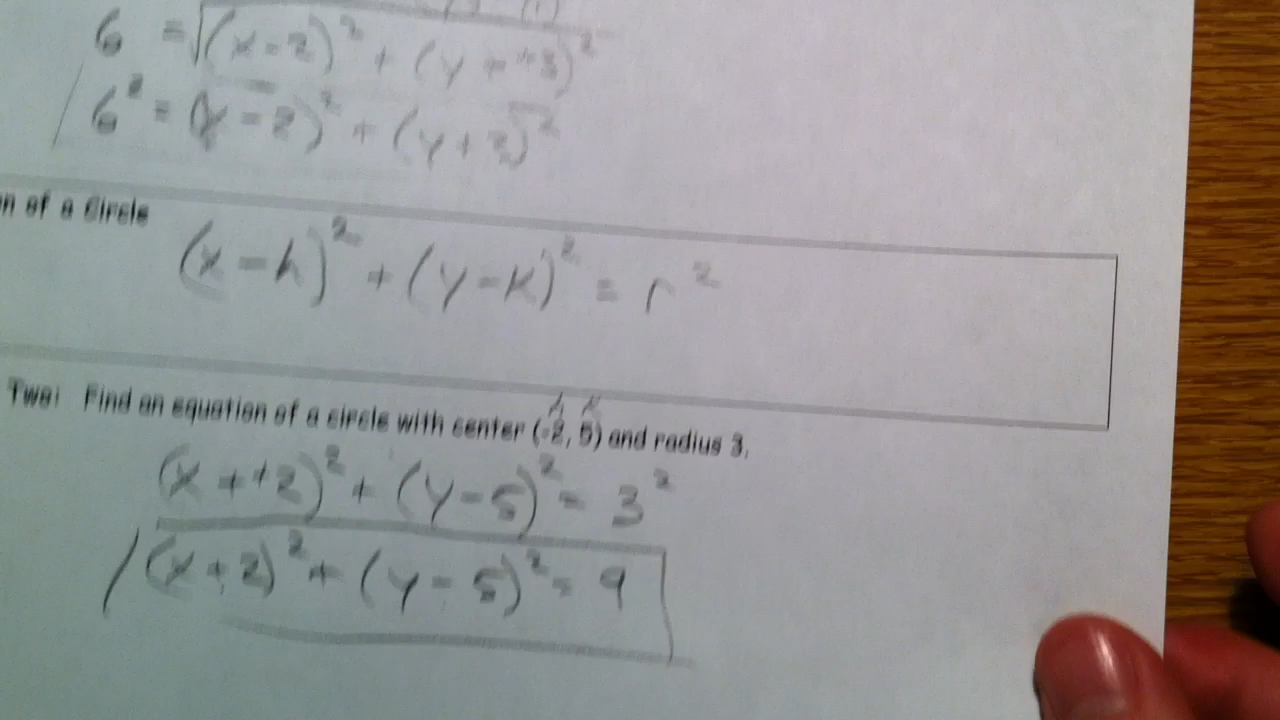 6 = √(x-2)² + (y + +3)²
6² = (x-2)² + (y+3)²
n of a Circle
(x-h)² + (y-k)² = r²
h k
Two: Find an equation of a circle with center (-2, 5) and radius 3.
(x + +2)² + (y-5)² = 3²
(x+2)² + (y-5)² = 9